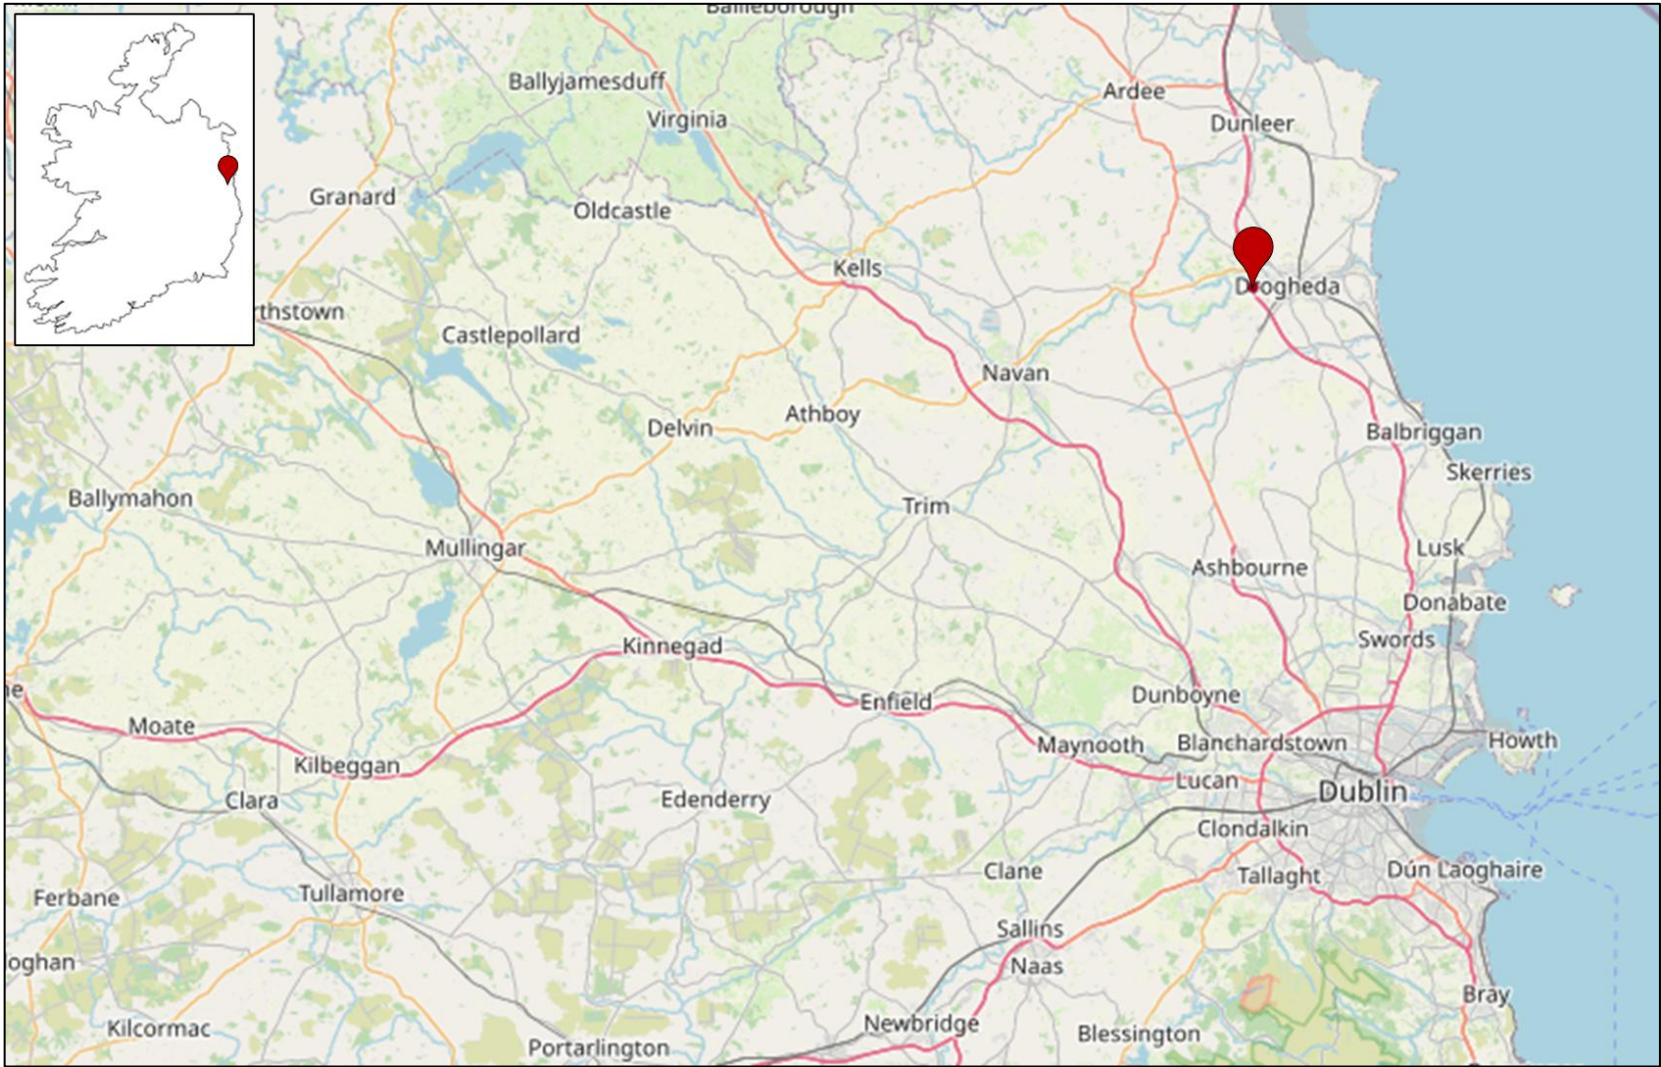 Bailieborough
Ballyjamesduff
Ardee
Virginia
Dunleer
Granard
Oldcastle
Kells
Drogheda
rthstown
Castlepollard
Navan
Athboy
Delvin
Balbriggan
Skerries
Ballymahon
Trim
Mullingar
Lusk
Ashbourne
Donabate
Swords
Kinnegad
ne
Dunboyne
Enfield
Moate
Howth
Maynooth
Blanchardstown
Kilbeggan
Lucan
Dublin
Clara
Edenderry
Clondalkin
Clane
Dún Laoghaire
Tallaght
Tullamore
Ferbane
Sallins
oghan
Naas
Bray
Newbridge
Kilcormac
Blessington
Portarlington